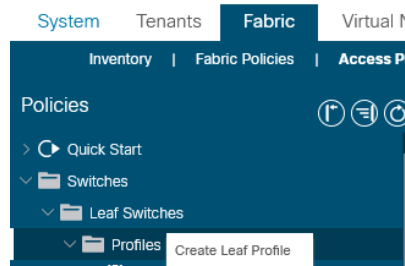 System Tenants Fabric Virtual N
Inventory | Fabric Policies | Access P
Policies
Quick Start
Switches
Leaf Switches
Profiles Create Leaf Profile